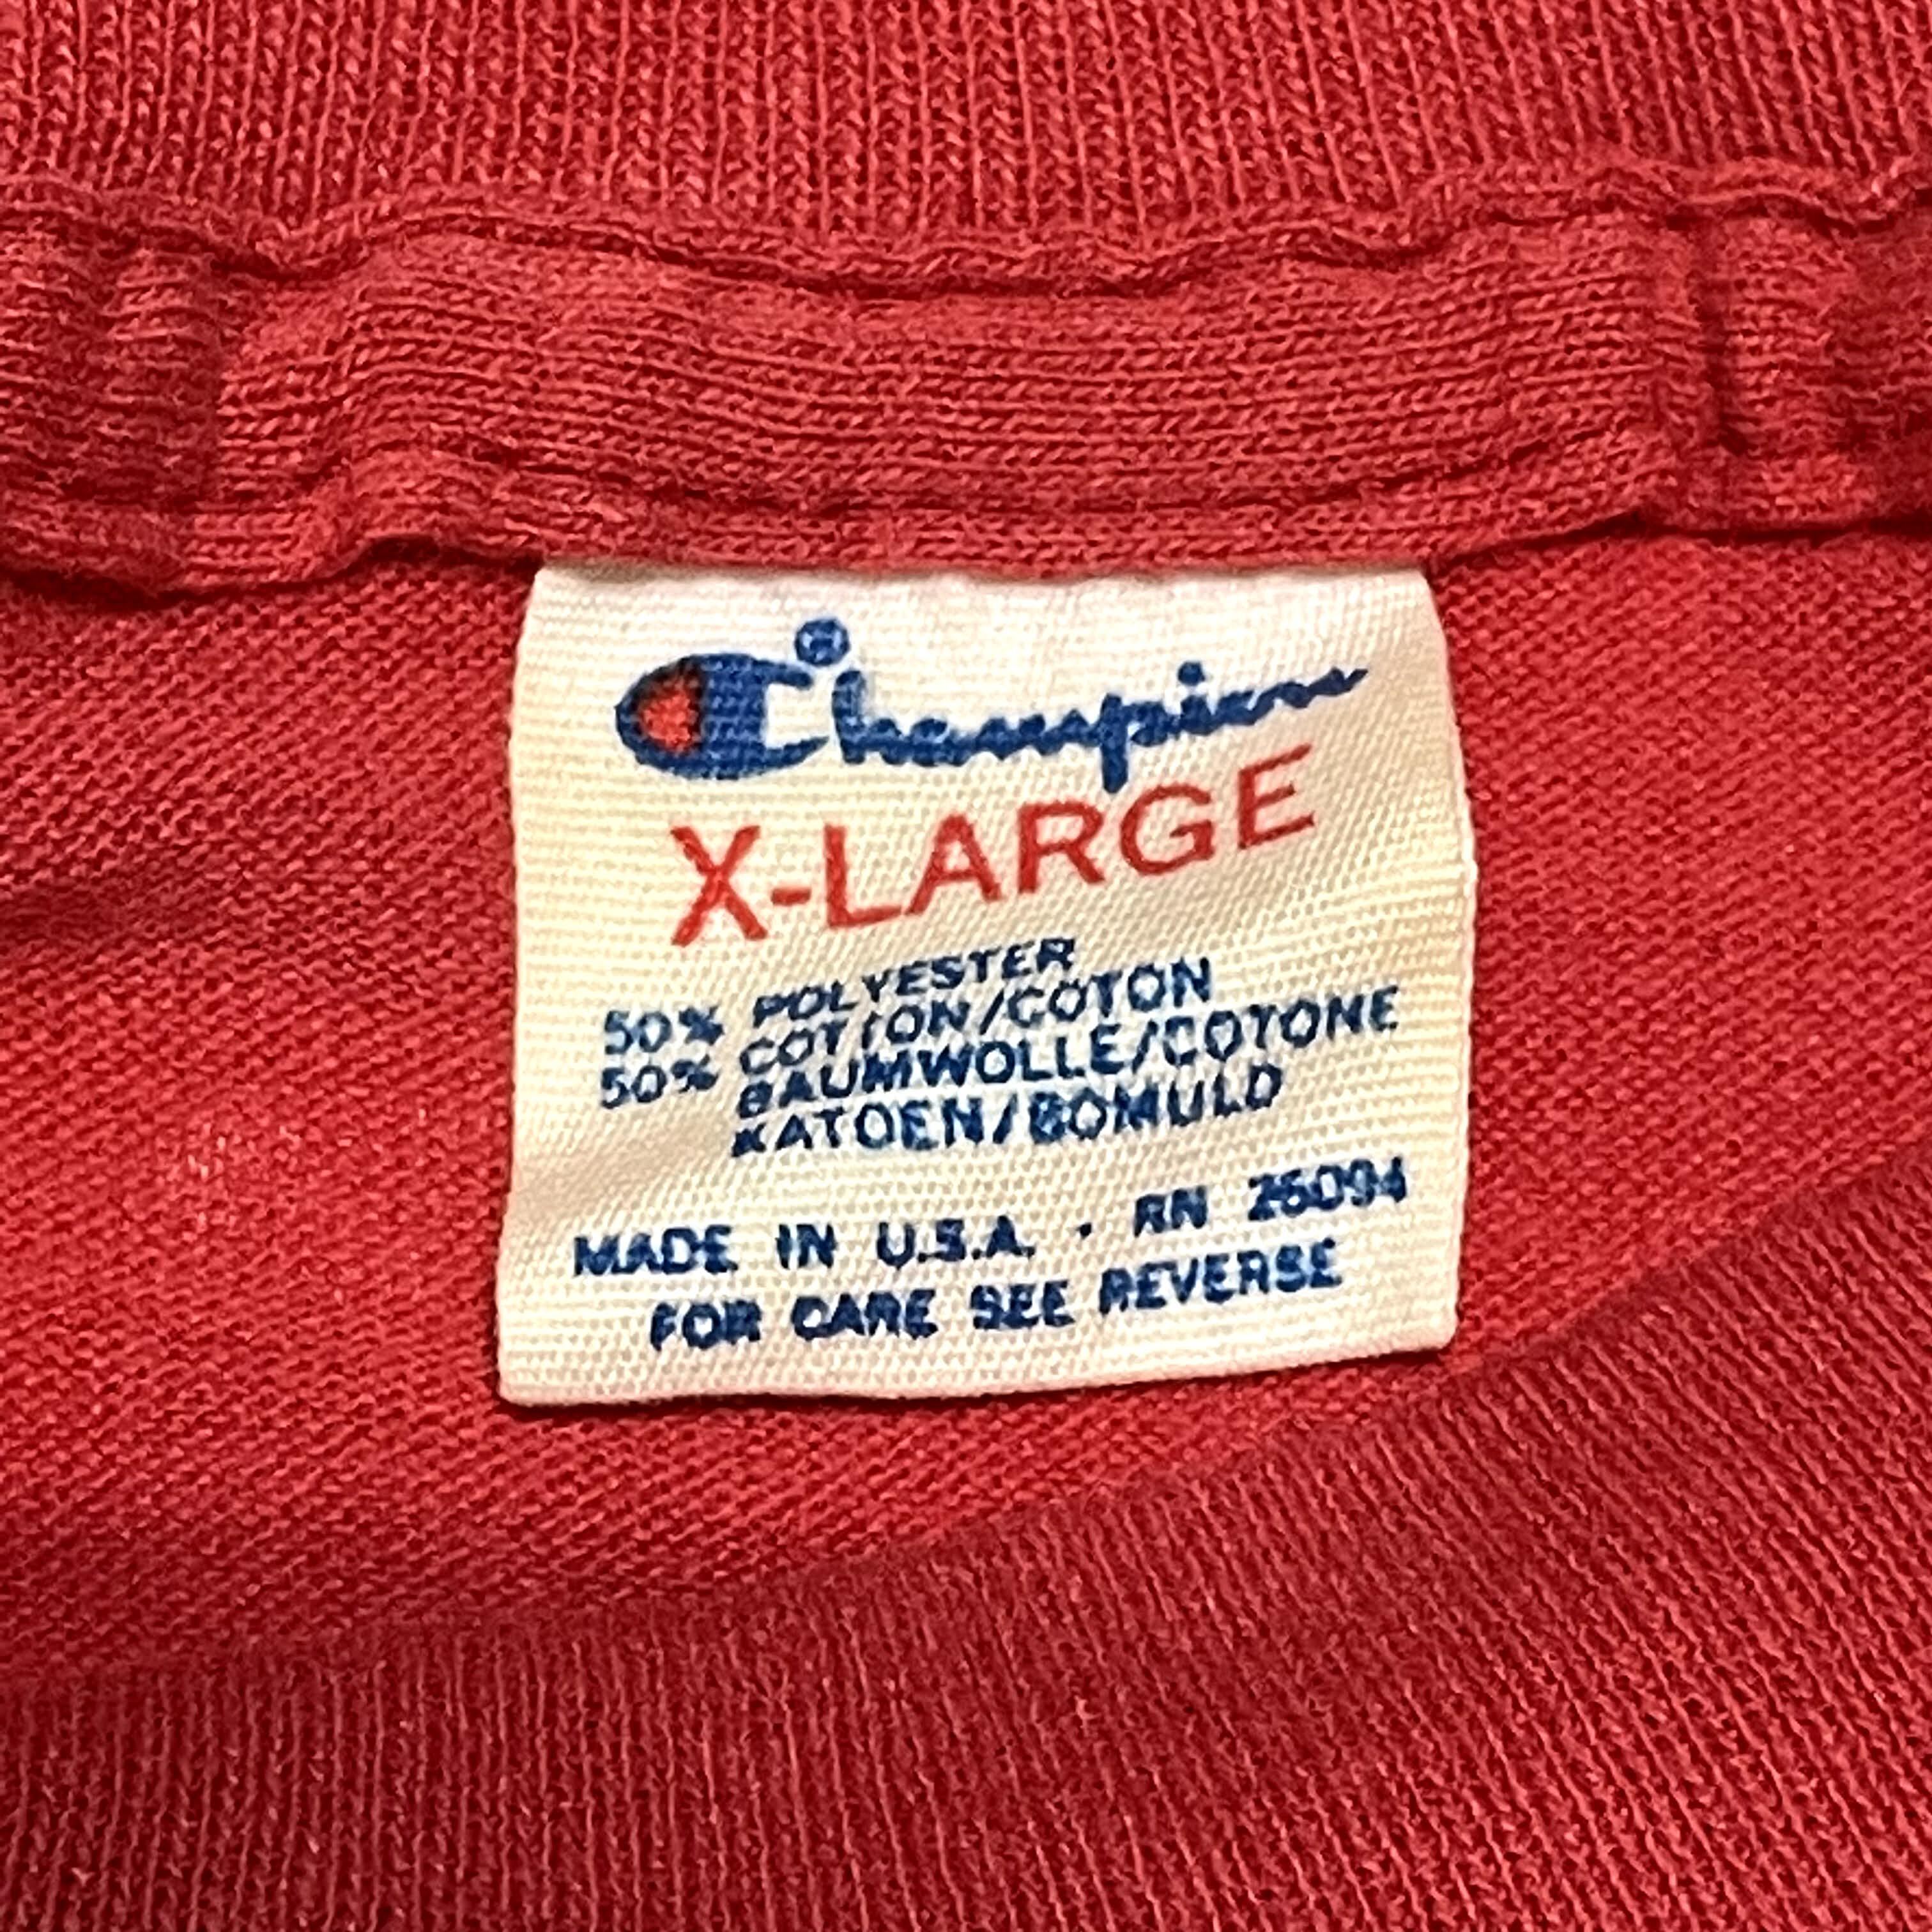 Champion®
X-LARGE
50% POLYESTER
50% COTTON/COTON
BAUMWOLLE/COTONE
KATOEN/BOMULD
MADE IN U.S.A. · RN 26094
FOR CARE SEE REVERSE